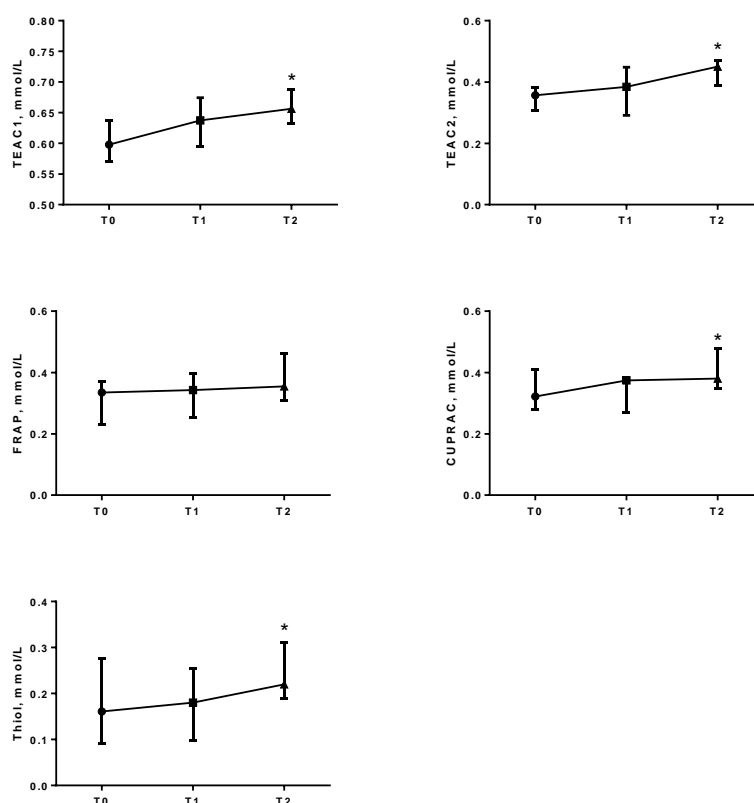 TEAC1, mmol/L
0.80
0.75
0.70
0.65
0.60
0.55
0.50
*
T0 T1 T2
TEAC2, mmol/L
0.6
0.4
0.2
0.0
*
T0 T1 T2
FRAP, mmol/L
0.6
0.4
0.2
0.0
T0 T1 T2
CUPRAC, mmol/L
0.6
0.4
0.2
0.0
*
T0 T1 T2
Thiol, mmol/L
0.4
0.3
0.2
0.1
0.0
*
T0 T1 T2